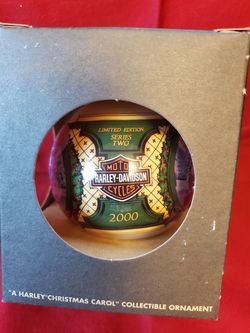 LIMITED EDITION
SERIES
TWO
MOTOR
HARLEY-DAVIDSON
CYCLES
2000
"A HARLEY CHRISTMAS CAROL" COLLECTIBLE ORNAMENT